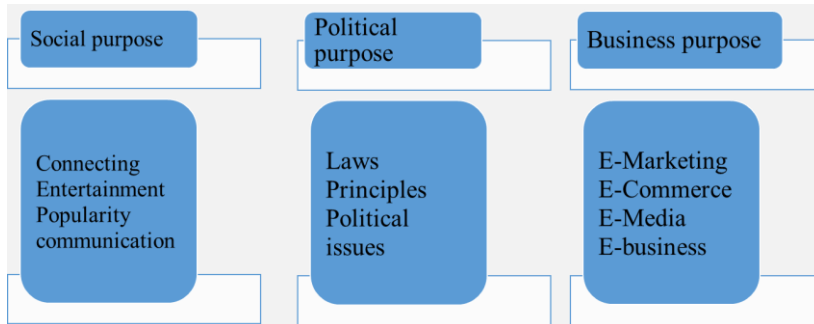 Social purpose
Connecting
Entertainment
Popularity
communication
Political
purpose
Laws
Principles
Political
issues
Business purpose
E-Marketing
E-Commerce
E-Media
E-business